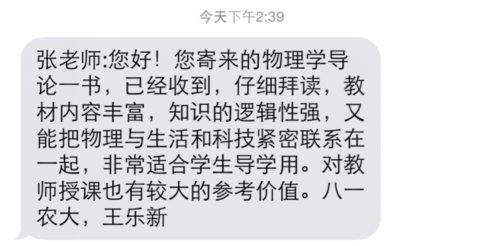 今天下午2:39
张老师:您好！您寄来的物理学导
论一书，已经收到，仔细拜读，教
材内容丰富，知识的逻辑性强，又
能把物理与生活和科技紧密联系在
一起，非常适合学生导学用。对教
师授课也有较大的参考价值。八一
农大，王乐新